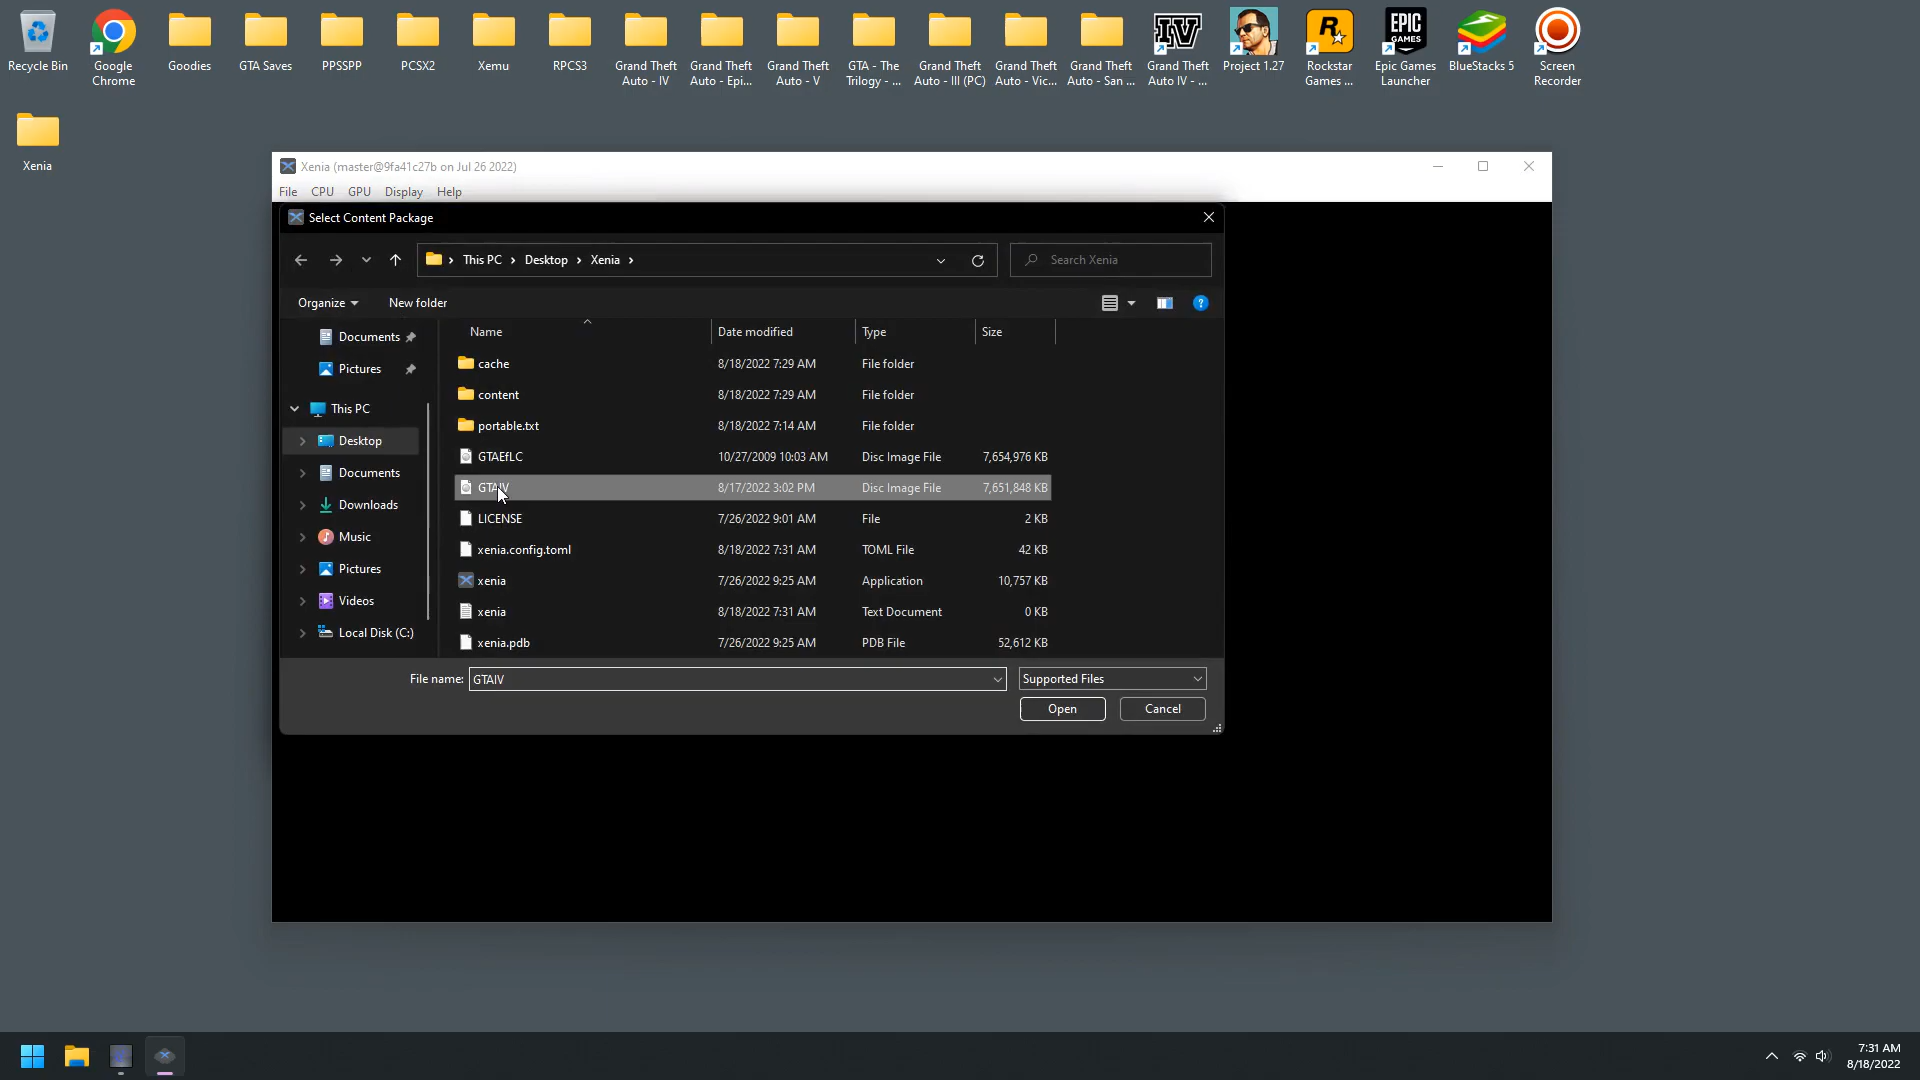 Recycle Bin
Google
Chrome
Goodies
GTA Saves
PPSSPP
PCSX2
Xemu
RPCS3
Grand Theft
Auto - IV
Grand Theft
Auto - Epi...
Grand Theft
Auto - V
GTA - The
Trilogy - ...
Grand Theft
Auto - III (PC)
Grand Theft
Auto - Vic...
Grand Theft
Auto - San ...
IV
Grand Theft
Auto IV - ...
Project 1.27
R
Rockstar
Games ...
EPIC
GAMES
Epic Games
Launcher
BlueStacks 5
Screen
Recorder
Xenia
Xenia (master@9fa41c27b on Jul 26 2022)
File CPU GPU Display Help
Select Content Package
This PC > Desktop > Xenia >
Search Xenia
Organize
New folder
Name Date modified Type Size
Documents
Pictures
This PC
Desktop
Documents
Downloads
Music
Pictures
Videos
Local Disk (C:)
cache 8/18/2022 7:29 AM File folder
content 8/18/2022 7:29 AM File folder
portable.txt 8/18/2022 7:14 AM File folder
GTAEfLC 10/27/2009 10:03 AM Disc Image File 7,654,976 KB
GTAIV 8/17/2022 3:02 PM Disc Image File 7,651,848 KB
LICENSE 7/26/2022 9:01 AM File 2 KB
xenia.config.toml 8/18/2022 7:31 AM TOML File 42 KB
xenia 7/26/2022 9:25 AM Application 10,757 KB
xenia 8/18/2022 7:31 AM Text Document 0 KB
xenia.pdb 7/26/2022 9:25 AM PDB File 52,612 KB
File name: GTAIV
Supported Files
Open
Cancel
7:31 AM
8/18/2022